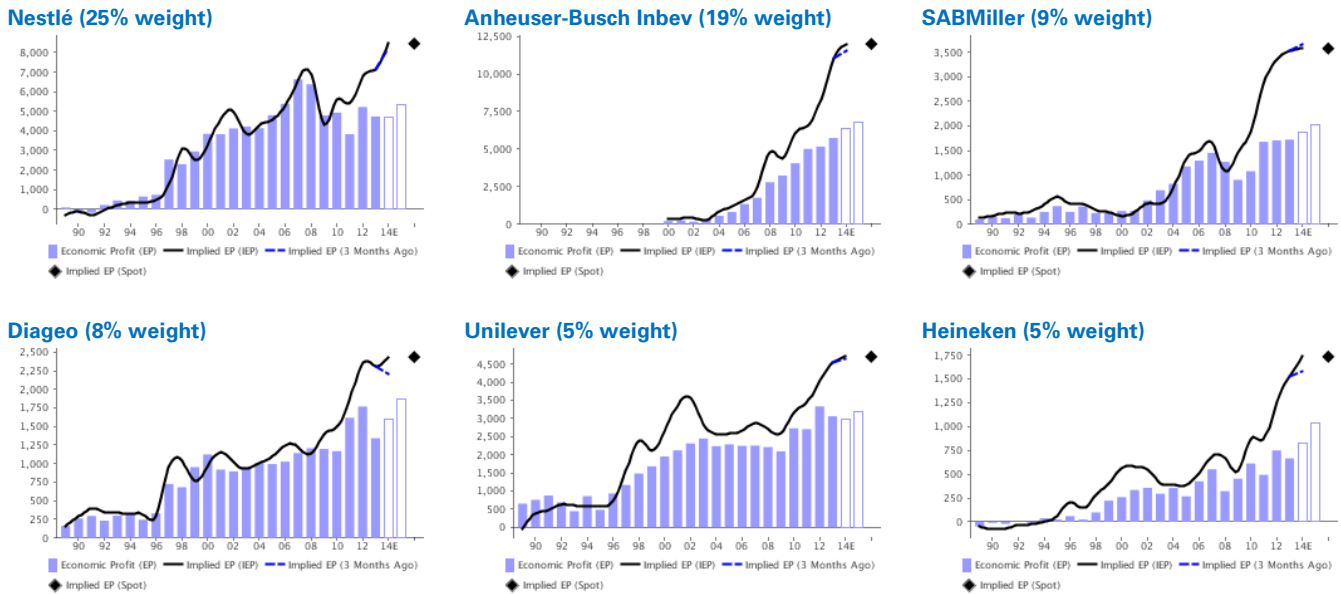 Nestlé (25% weight)
8,000
7,000
6,000
5,000
4,000
3,000
2,000
1,000
0
90 92 94 96 98 00 02 04 06 08 10 12 14E
Economic Profit (EP) Implied EP (IEP) Implied EP (3 Months Ago)
Implied EP (Spot)
Anheuser-Busch Inbev (19% weight)
12,500
10,000
7,500
5,000
2,500
0
90 92 94 96 98 00 02 04 06 08 10 12 14E
Economic Profit (EP) Implied EP (IEP) Implied EP (3 Months Ago)
Implied EP (Spot)
SABMiller (9% weight)
3,500
3,000
2,500
2,000
1,500
1,000
500
0
90 92 94 96 98 00 02 04 06 08 10 12 14E
Economic Profit (EP) Implied EP (IEP) Implied EP (3 Months Ago)
Implied EP (Spot)
Diageo (8% weight)
2,500
2,250
2,000
1,750
1,500
1,250
1,000
750
500
250
0
90 92 94 96 98 00 02 04 06 08 10 12 14E
Economic Profit (EP) Implied EP (IEP) Implied EP (3 Months Ago)
Implied EP (Spot)
Unilever (5% weight)
4,500
4,000
3,500
3,000
2,500
2,000
1,500
1,000
500
0
90 92 94 96 98 00 02 04 06 08 10 12 14E
Economic Profit (EP) Implied EP (IEP) Implied EP (3 Months Ago)
Implied EP (Spot)
Heineken (5% weight)
1,750
1,500
1,250
1,000
750
500
250
0
90 92 94 96 98 00 02 04 06 08 10 12 14E
Economic Profit (EP) Implied EP (IEP) Implied EP (3 Months Ago)
Implied EP (Spot)